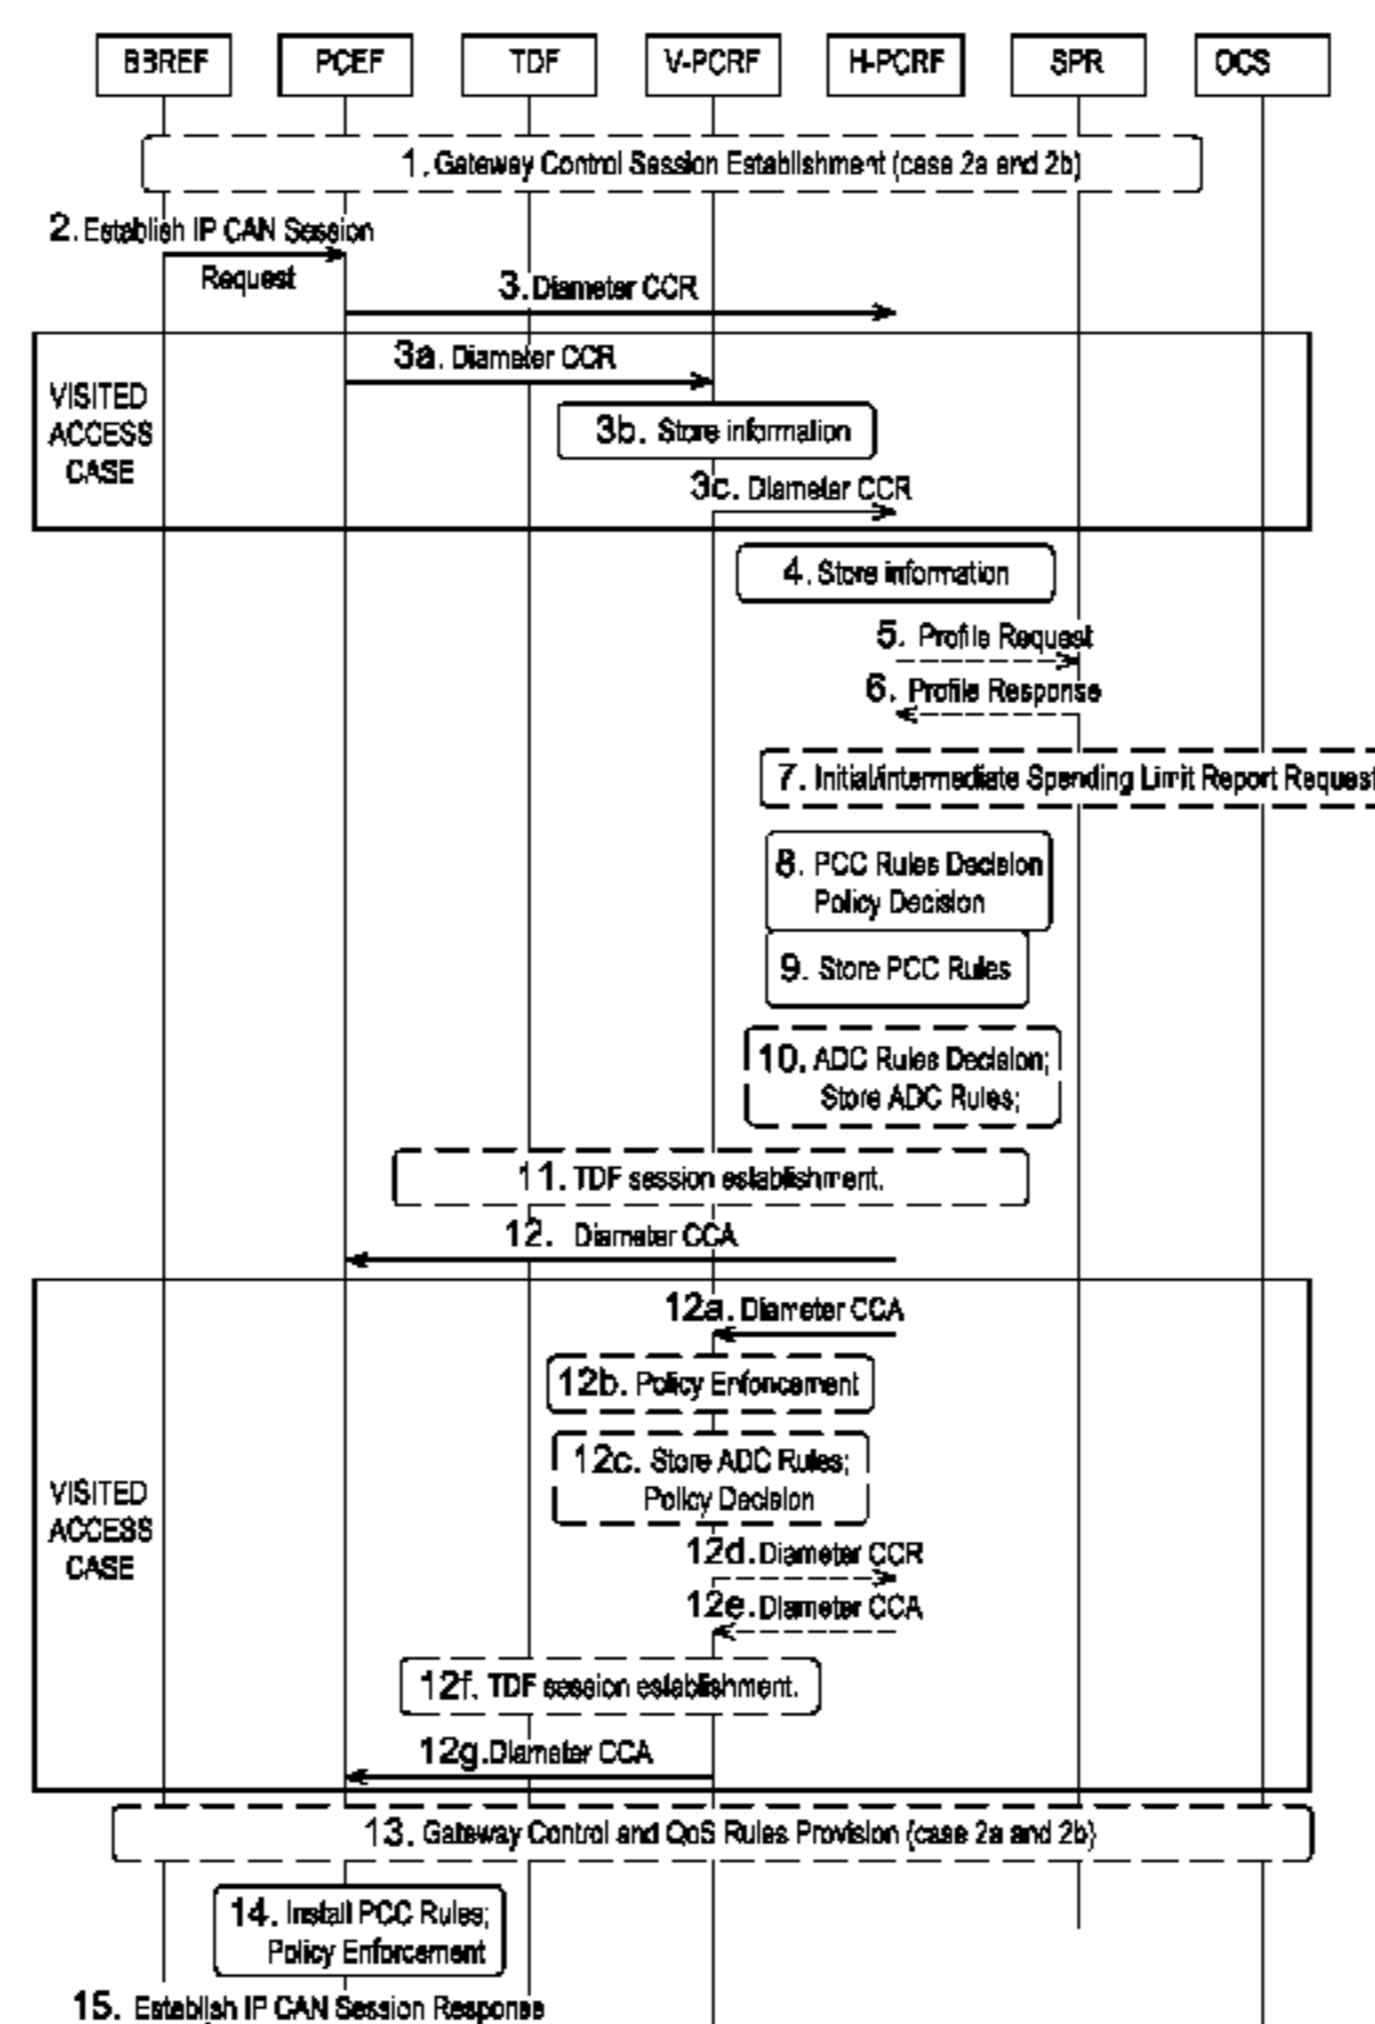 BBREF PCEF TDF V-PCRF H-PCRF SPR OCS
1. Gateway Control Session Establishment (case 2a and 2b)
2. Establish IP CAN Session
Request
3. Diameter CCR
3a. Diameter CCR
VISITED
ACCESS
CASE
3b. Store information
3c. Diameter CCR
4. Store information
5. Profile Request
6. Profile Response
7. Initial/intermediate Spending Limit Report Request
8. PCC Rules Decision
Policy Decision
9. Store PCC Rules
10. ADC Rules Decision;
Store ADC Rules;
11. TDF session establishment.
12. Diameter CCA
12a. Diameter CCA
12b. Policy Enforcement
12c. Store ADC Rules;
Policy Decision
VISITED
ACCESS
CASE
12d. Diameter CCR
12e. Diameter CCA
12f. TDF session establishment.
12g. Diameter CCA
13. Gateway Control and QoS Rules Provision (case 2a and 2b)
14. Install PCC Rules;
Policy Enforcement
15. Establish IP CAN Session Response